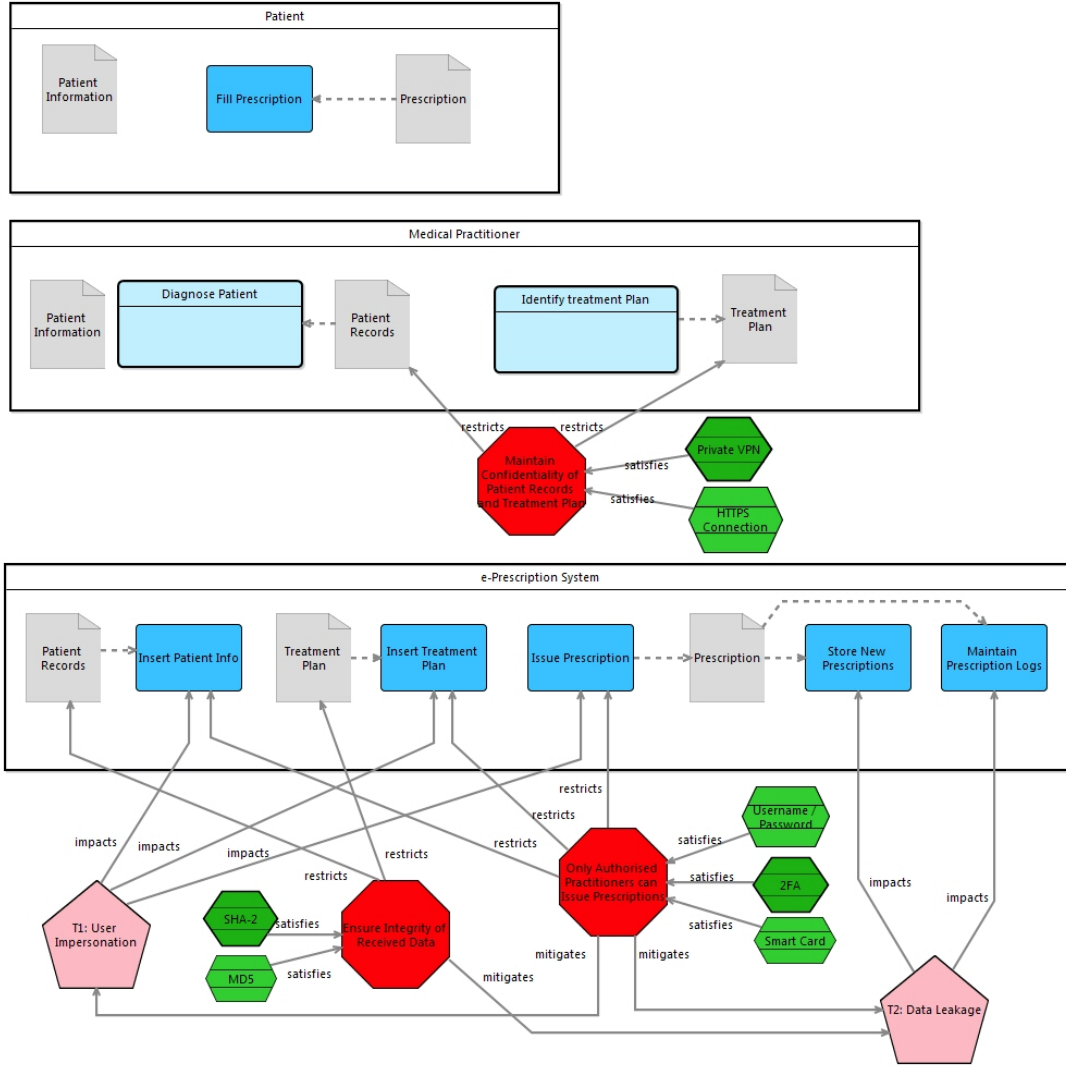 Patient
Patient
Information
Fill Prescription
Prescription
Medical Practitioner
Patient
Information
Diagnose Patient
Patient
Records
Identify treatment Plan
Treatment
Plan
restricts
restricts
Maintain
Confidentiality of
Patient Records
and Treatment Plan
satisfies
Private VPN
satisfies
HTTPS
Connection
e-Prescription System
Patient
Records
Insert Patient Info
Treatment
Plan
Insert Treatment
Plan
Issue Prescription
Prescription
Store New
Prescriptions
Maintain
Prescription Logs
restricts
restricts
restricts
impacts
impacts
impacts
restricts
restricts
Only Authorised
Practitioners can
Issue Prescriptions
satisfies
Username /
Password
satisfies
2FA
satisfies
Smart Card
impacts
impacts
T1: User
Impersonation
SHA-2
satisfies
MD5
satisfies
Ensure Integrity of
Received Data
mitigates
mitigates
mitigates
T2: Data Leakage